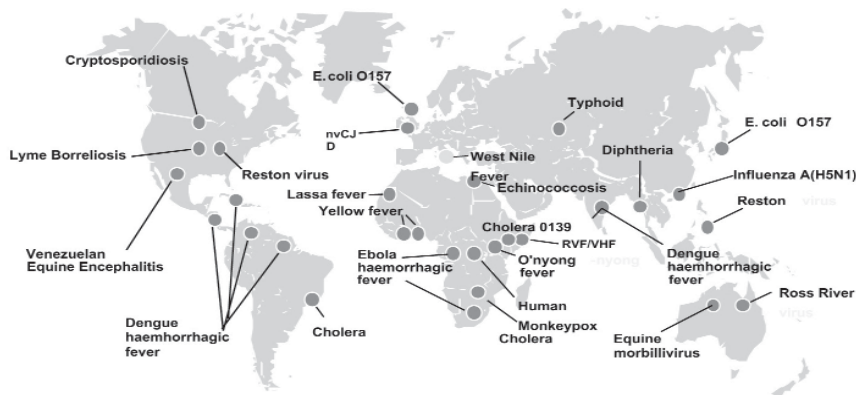 Cryptosporidiosis
E. coli O157
nvCJ
D
Typhoid
E. coli O157
Lyme Borreliosis
Reston virus
West Nile
Fever
Echinococcosis
Diphtheria
Influenza A(H5N1)
Lassa fever
Reston virus
Yellow fever
Cholera 0139
RVF/VHF
Venezuelan
Equine Encephalitis
Ebola
haemorrhagic
fever
O'nyong -nyong
fever
Dengue
haemhorrhagic
fever
Human
Monkeypox
Cholera
Dengue
haemhorrhagic
fever
Cholera
Equine
morbillivirus
Ross River
virus